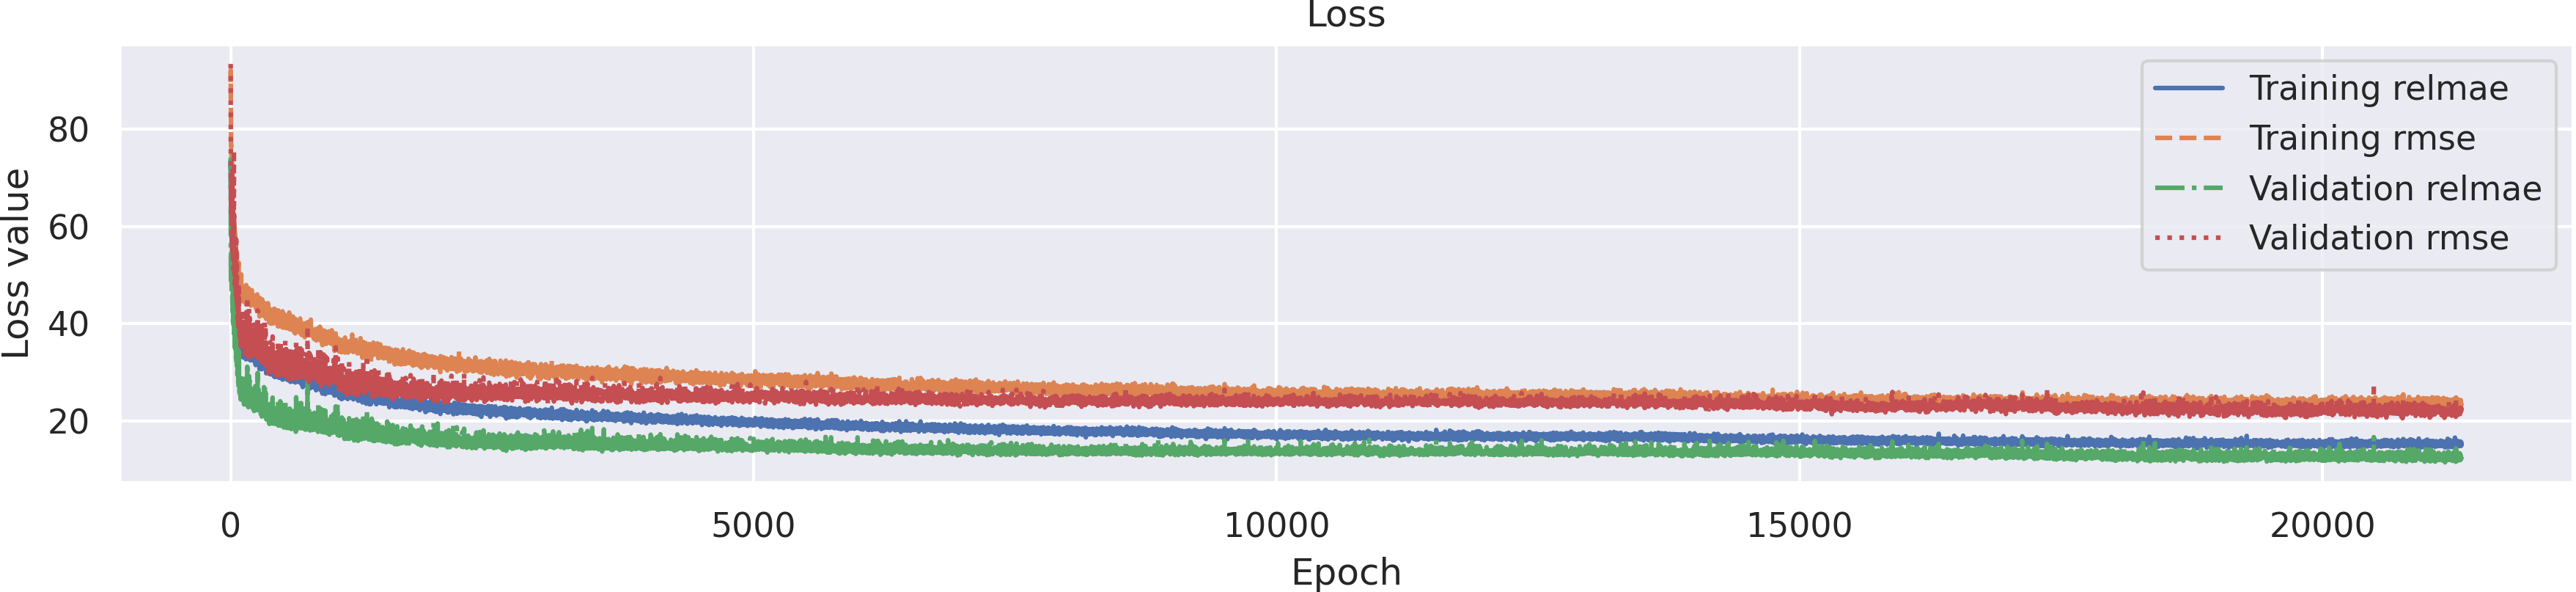 Loss
Loss value
80
60
40
20
Training relmae
Training rmse
Validation relmae
Validation rmse
0 5000 10000 15000 20000
Epoch